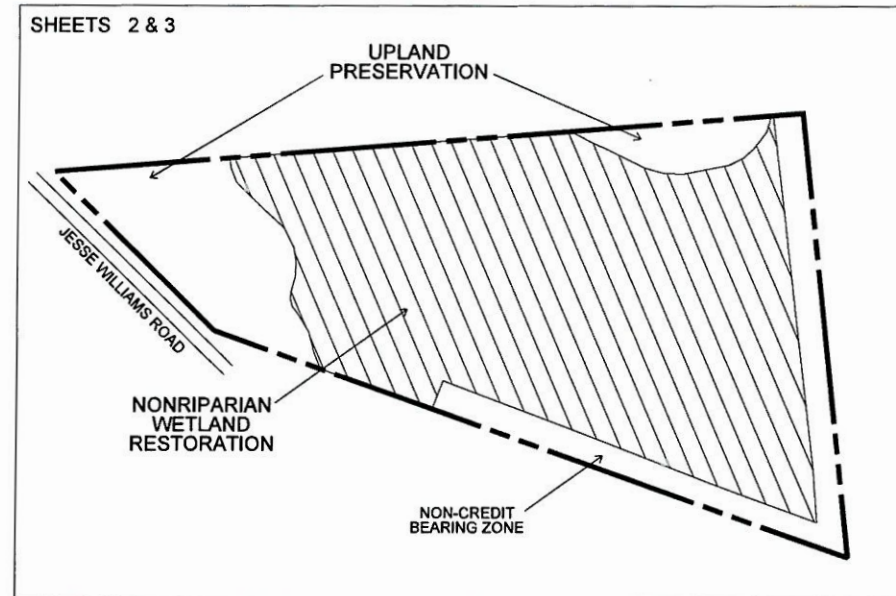 SHEETS 2 & 3
UPLAND
PRESERVATION
JESSE WILLIAMS ROAD
NONRIPARIAN
WETLAND
RESTORATION
NON-CREDIT
BEARING ZONE